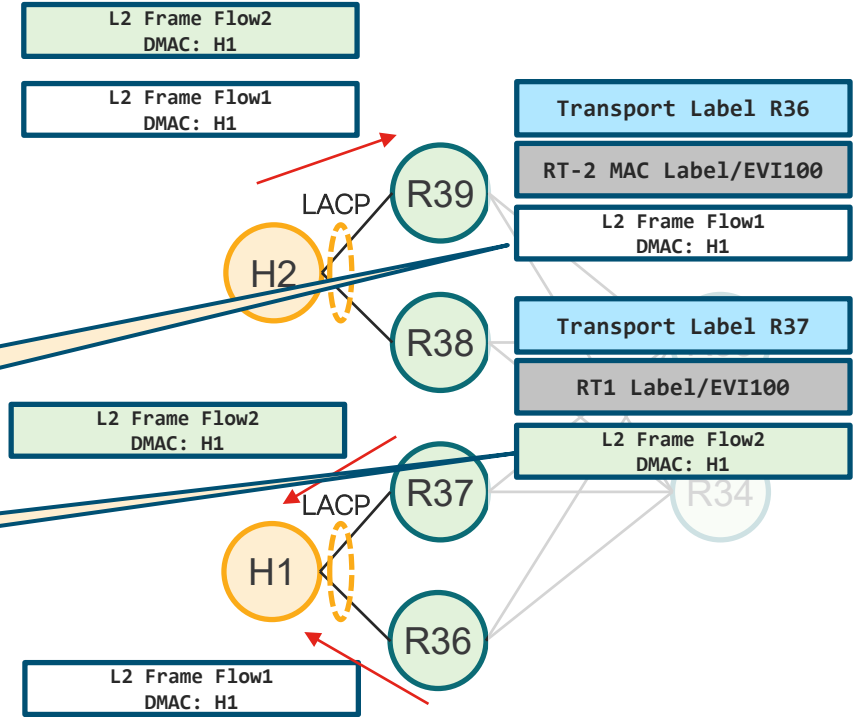 L2 Frame Flow2
DMAC: H1
L2 Frame Flow1
DMAC: H1
Transport Label R36
RT-2 MAC Label/EVI100
L2 Frame Flow1
DMAC: H1
LACP
R39
H2
R38
Transport Label R37
RT1 Label/EVI100
L2 Frame Flow2
DMAC: H1
L2 Frame Flow2
DMAC: H1
LACP
R37
R34
H1
R36
L2 Frame Flow1
DMAC: H1